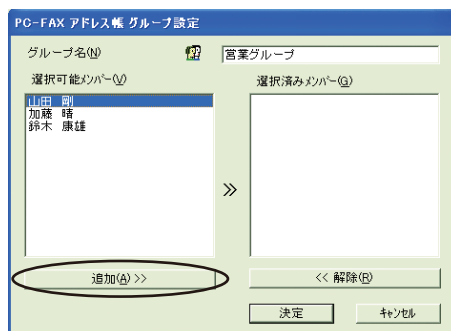 PC-FAX アドレス帳 グループ設定
グループ名(N) 営業グループ
選択可能メンバー(V) 選択済みメンバー(G)
山田 剛
加藤 晴
鈴木 康雄
»
追加(A) >> << 解除(R)
決定 キャンセル